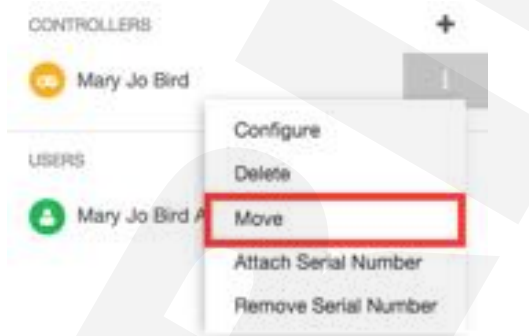 CONTROLLERS +
Mary Jo Bird
Configure
USERS
Delete
Mary Jo Bird A
Move
Attach Serial Number
Remove Serial Number